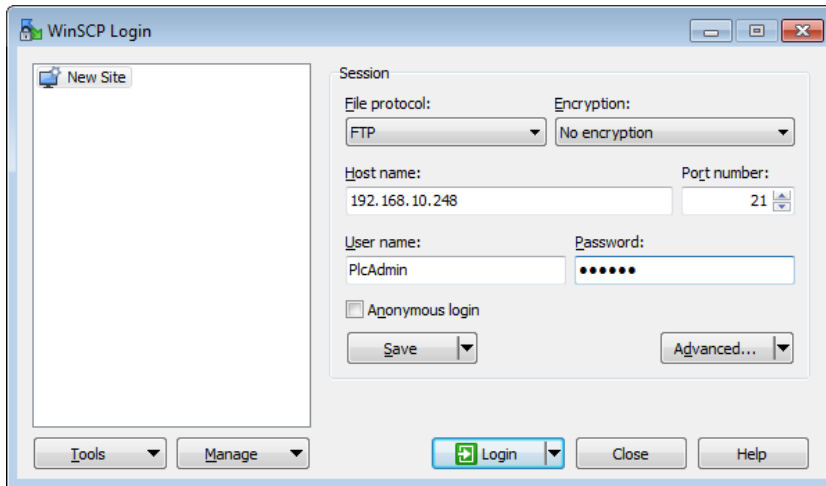 WinSCP Login
New Site
Session
File protocol:
Encryption:
FTP
No encryption
Host name:
Port number:
192.168.10.248
21
User name:
Password:
PlcAdmin
••••••
Anonymous login
Save
Advanced...
Tools
Manage
Login
Close
Help